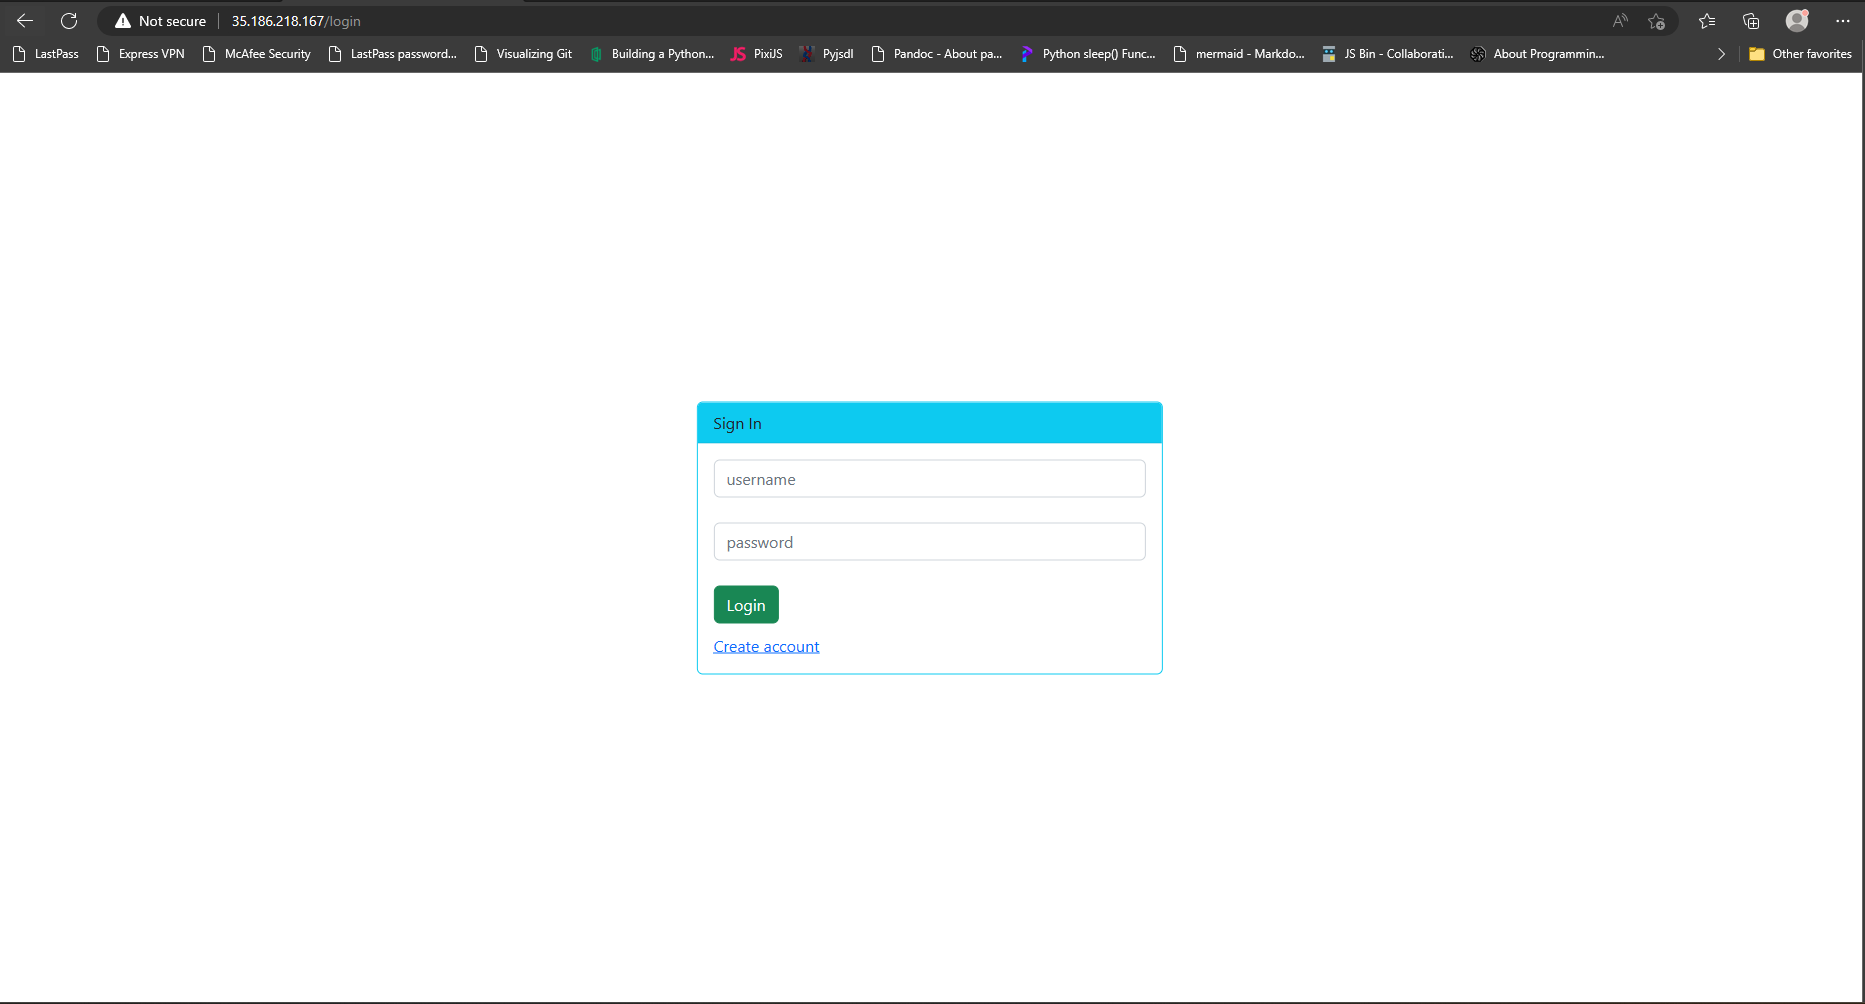 Not secure 35.186.218.167/login
LastPass Express VPN McAfee Security LastPass password... Visualizing Git Building a Python... JS PixiJS Pyjsdl Pandoc - About pa... Python sleep() Func... mermaid - Markdo... JS Bin - Collaborati... About Programmin... Other favorites
Sign In
username
password
Login
Create account